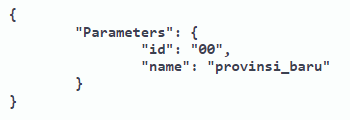 {
        "Parameters": {
                "id": "00",
                "name": "provinsi_baru"
        }
}